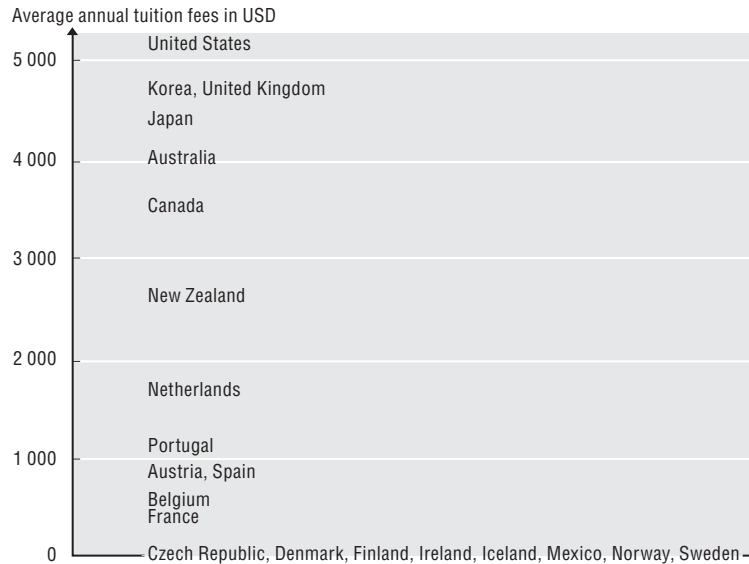 Average annual tuition fees in USD
5 000
United States
Korea, United Kingdom
Japan
4 000
Australia
Canada
3 000
New Zealand
2 000
Netherlands
Portugal
1 000
Austria, Spain
Belgium
France
0
Czech Republic, Denmark, Finland, Ireland, Iceland, Mexico, Norway, Sweden